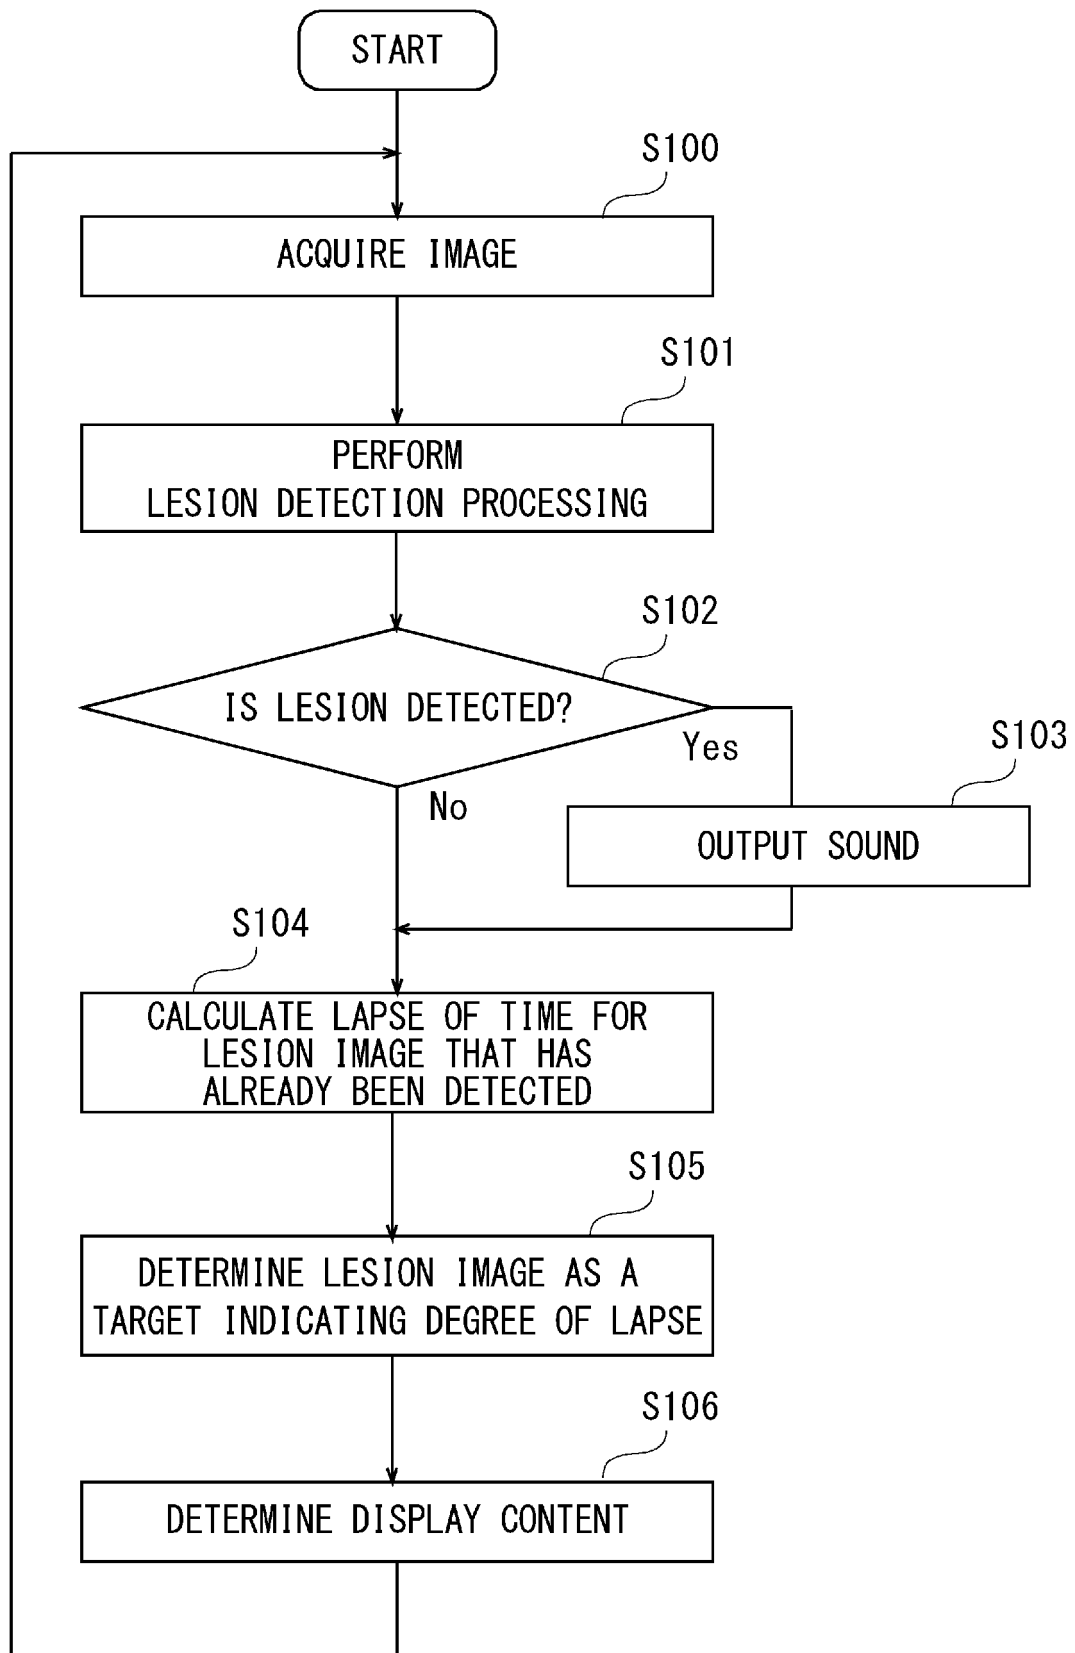 START
S100
ACQUIRE IMAGE
S101
PERFORM
LESION DETECTION PROCESSING
S102
IS LESION DETECTED?
Yes
S103
No
OUTPUT SOUND
S104
CALCULATE LAPSE OF TIME FOR
LESION IMAGE THAT HAS
ALREADY BEEN DETECTED
S105
DETERMINE LESION IMAGE AS A
TARGET INDICATING DEGREE OF LAPSE
S106
DETERMINE DISPLAY CONTENT